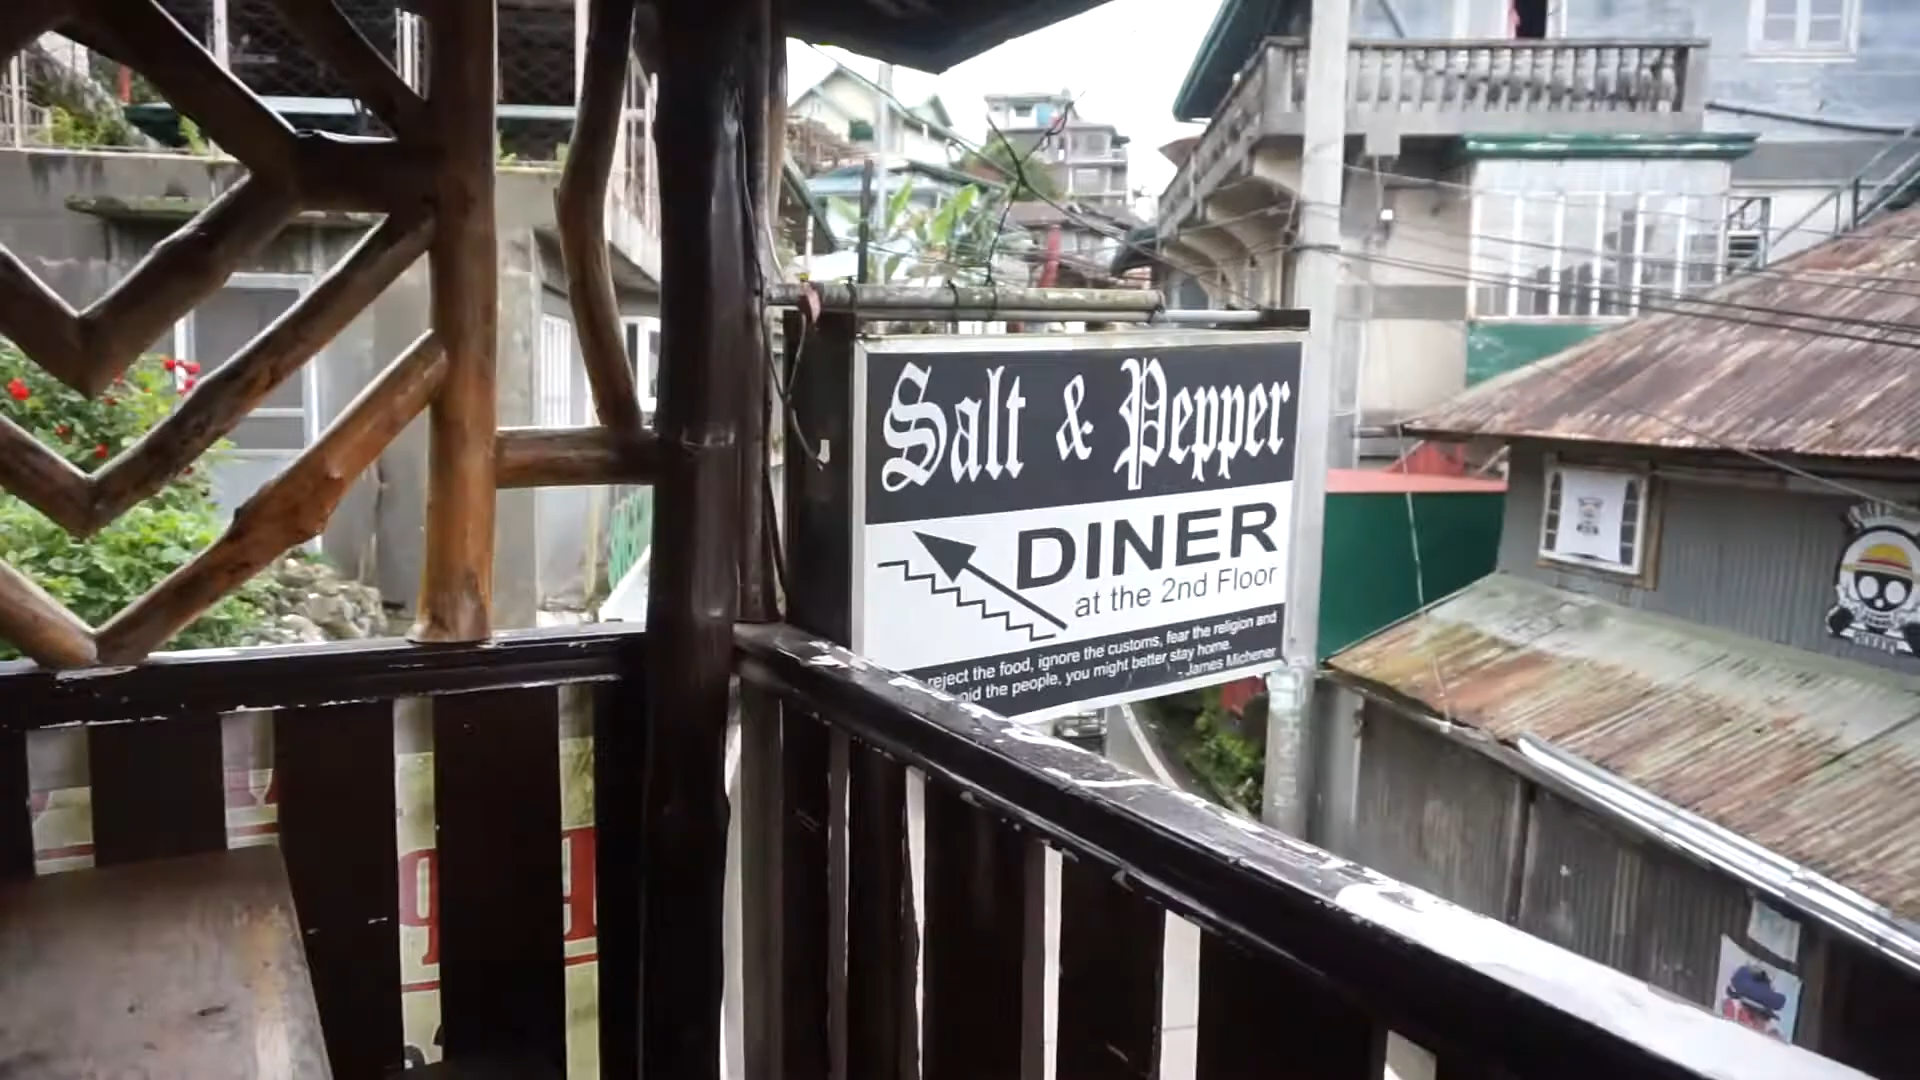 Salt & Pepper
DINER
at the 2nd Floor
reject the food, ignore the customs, fear the religion and
the people, you might better stay home.
- James Michener